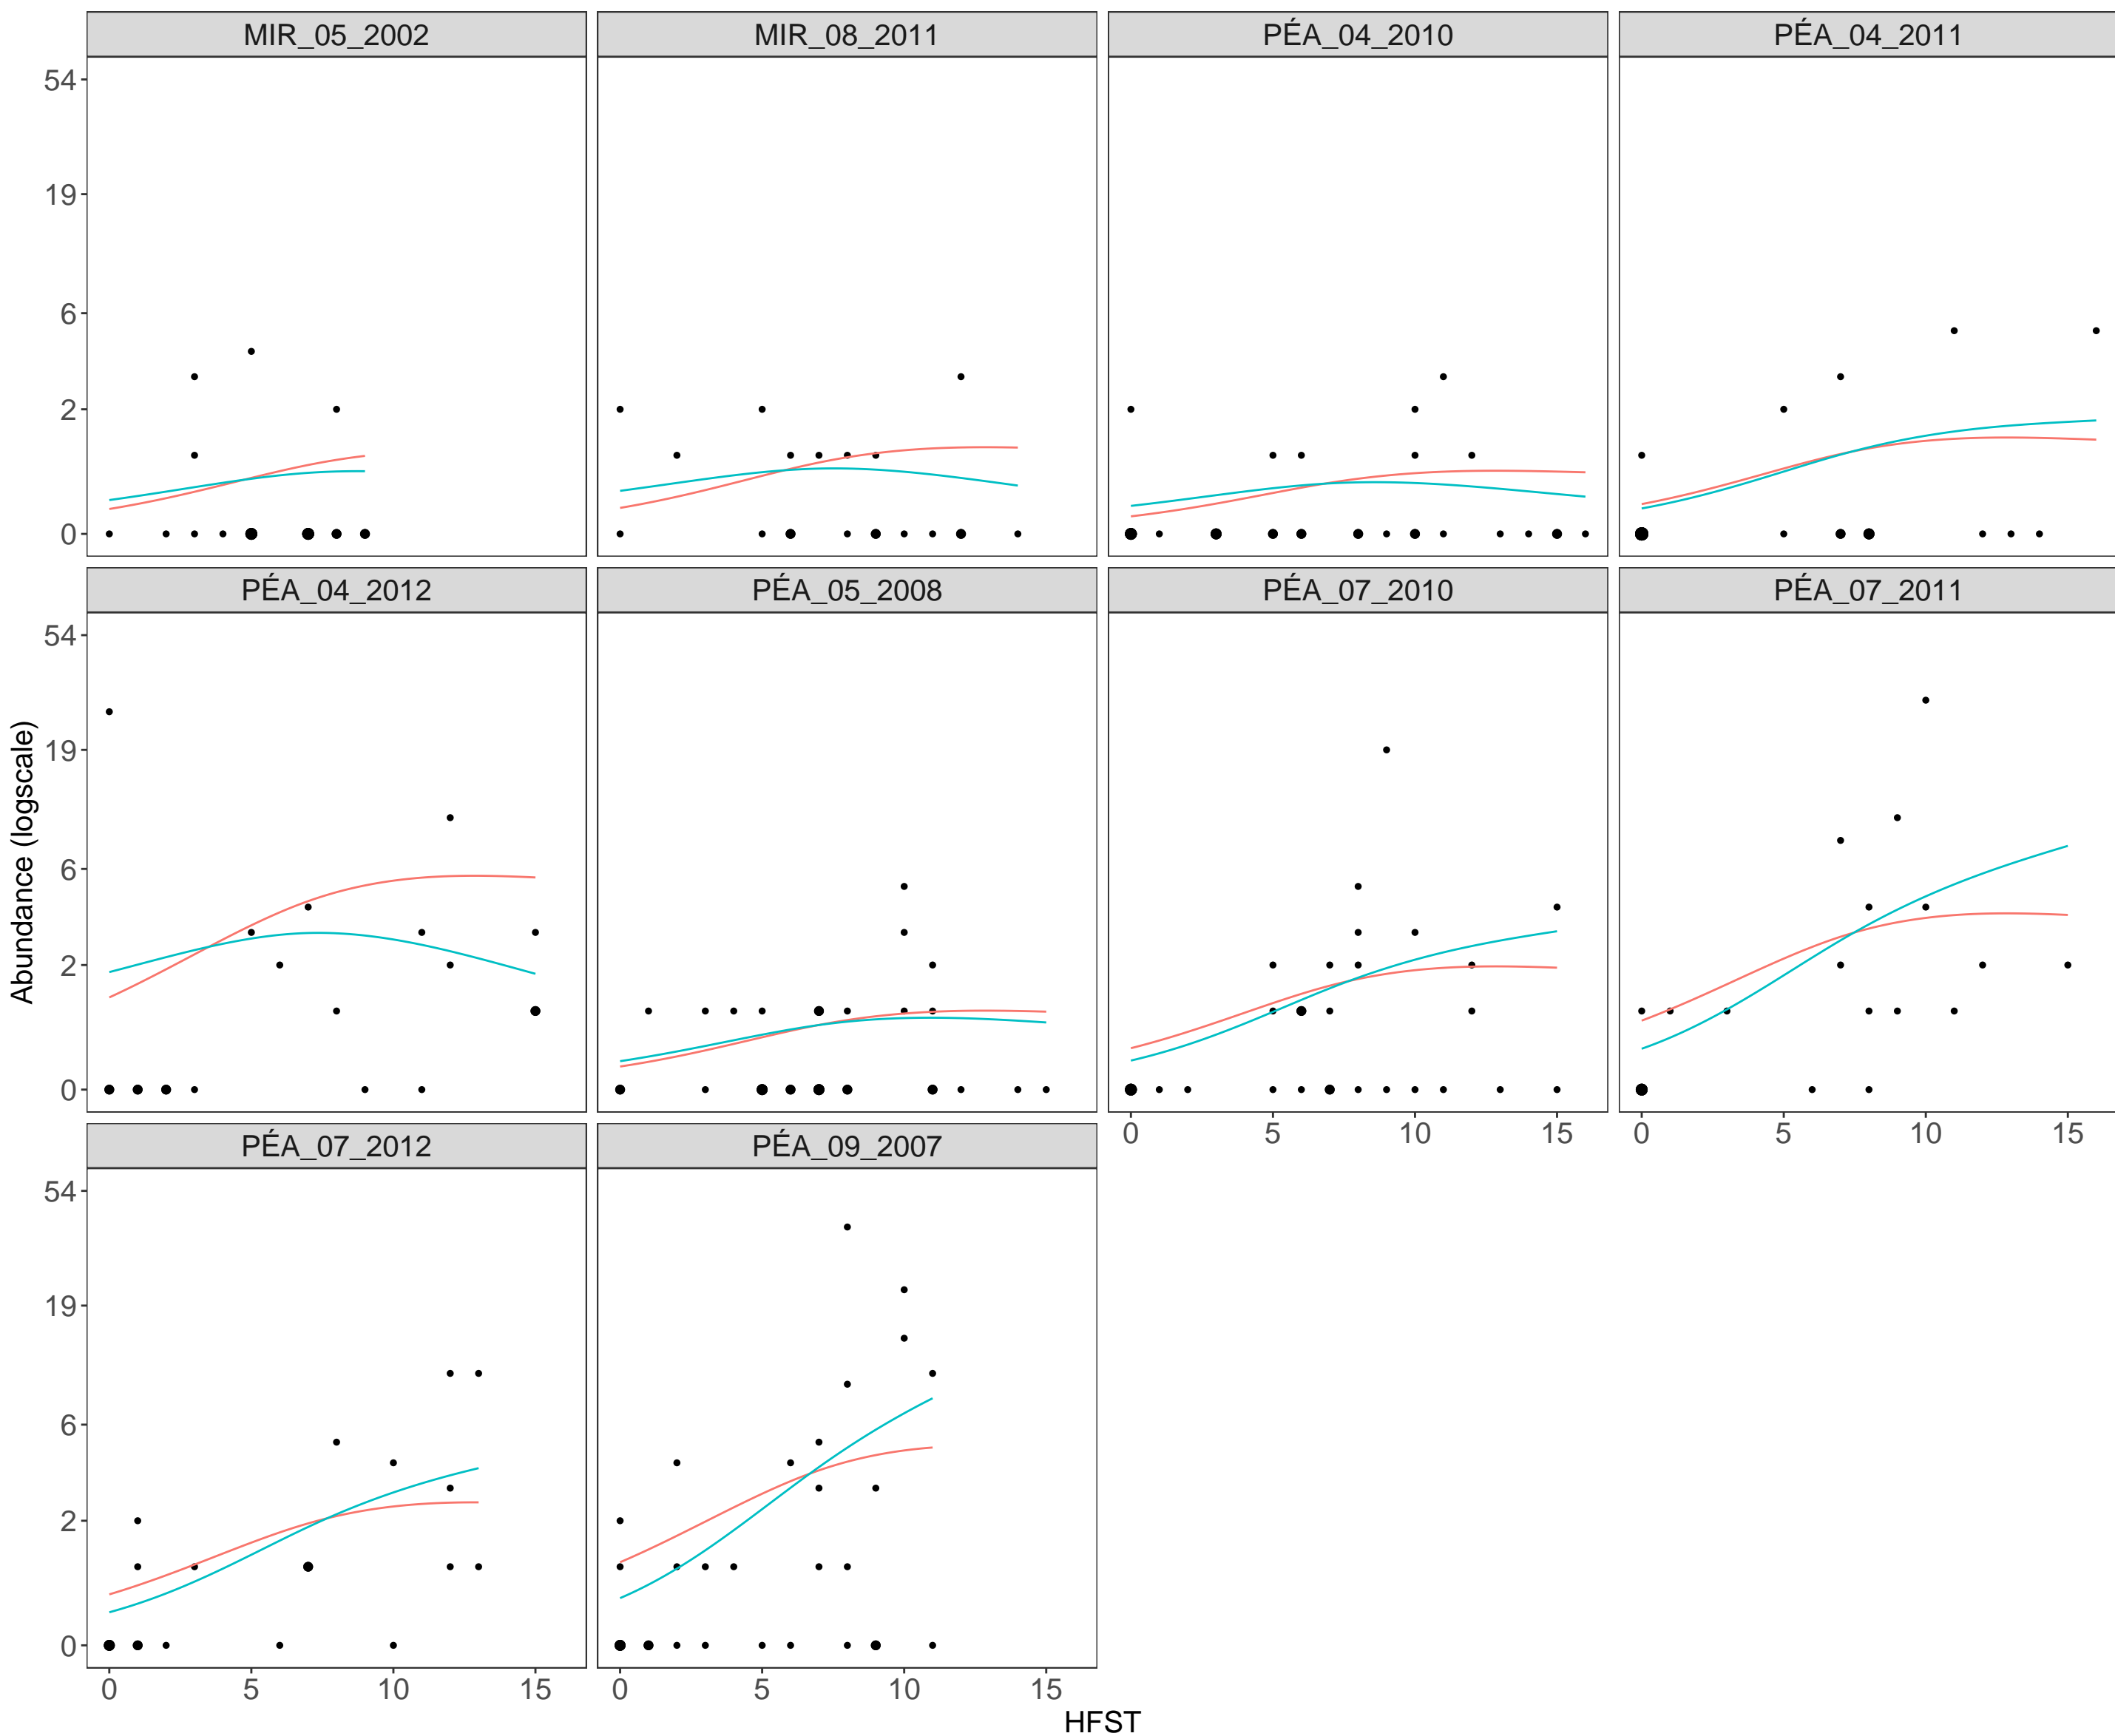 MIR_05_2002 MIR_08_2011 PÉA_04_2010 PÉA_04_2011
54
19
6
2
0
PÉA_04_2012 PÉA_05_2008 PÉA_07_2010 PÉA_07_2011
54
19
6
2
0
0 5 10 15 0 5 10 15
PÉA_07_2012 PÉA_09_2007
54
19
6
2
0
0 5 10 15 0 5 10 15
HFST
Abundance (logscale)